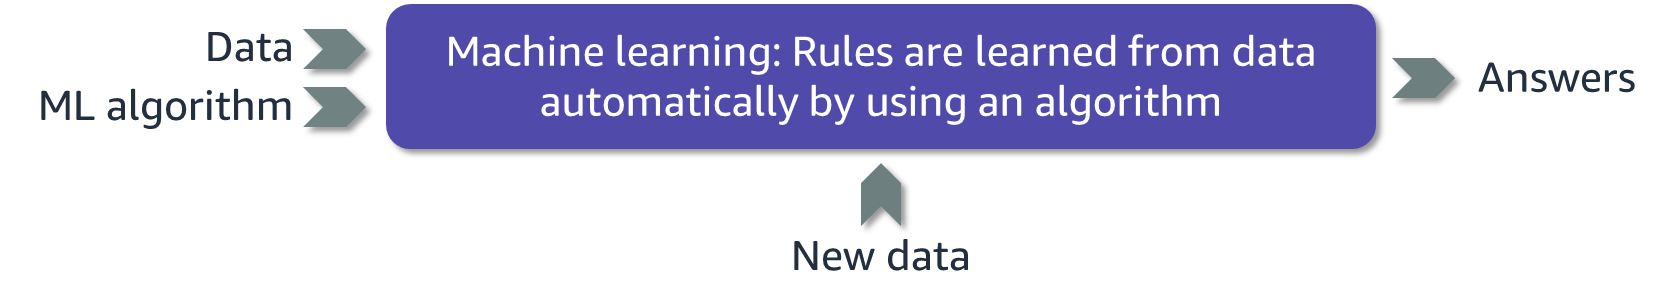 Data
ML algorithm
Machine learning: Rules are learned from data
automatically by using an algorithm
Answers
New data